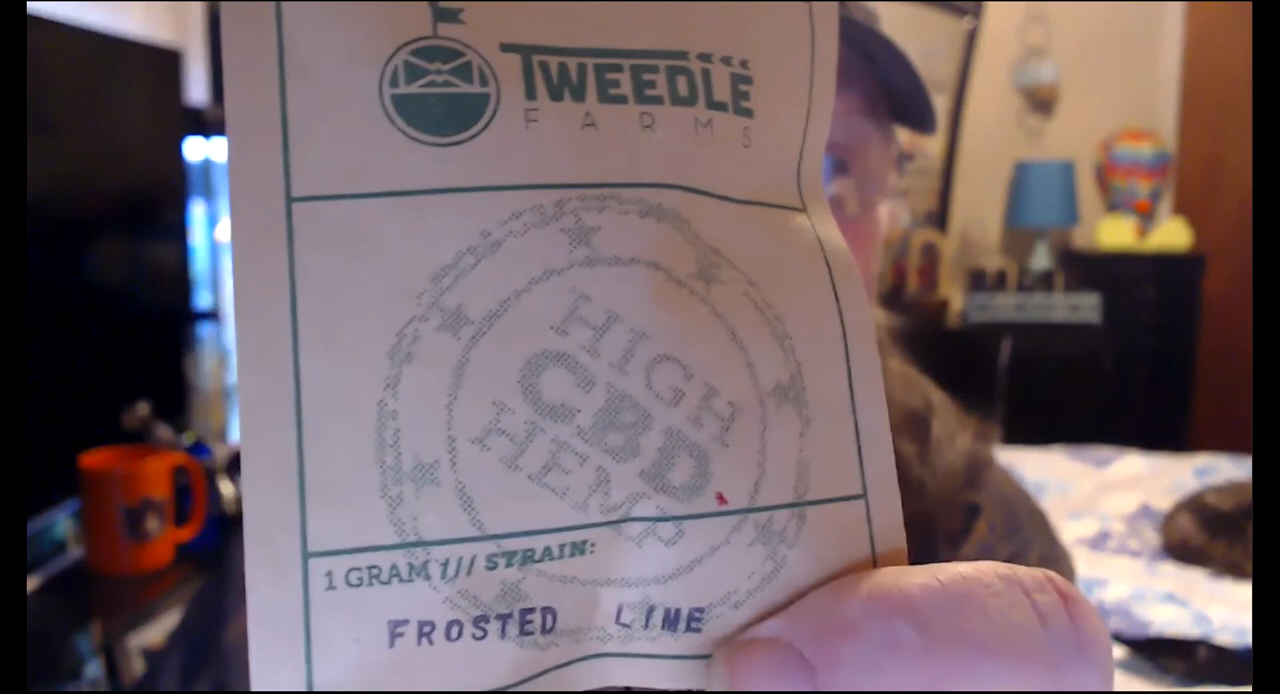 TWEEDLE
FARMS
HIGH
CBD
HEMP
1 GRAM /// STRAIN:
FROSTED LIME